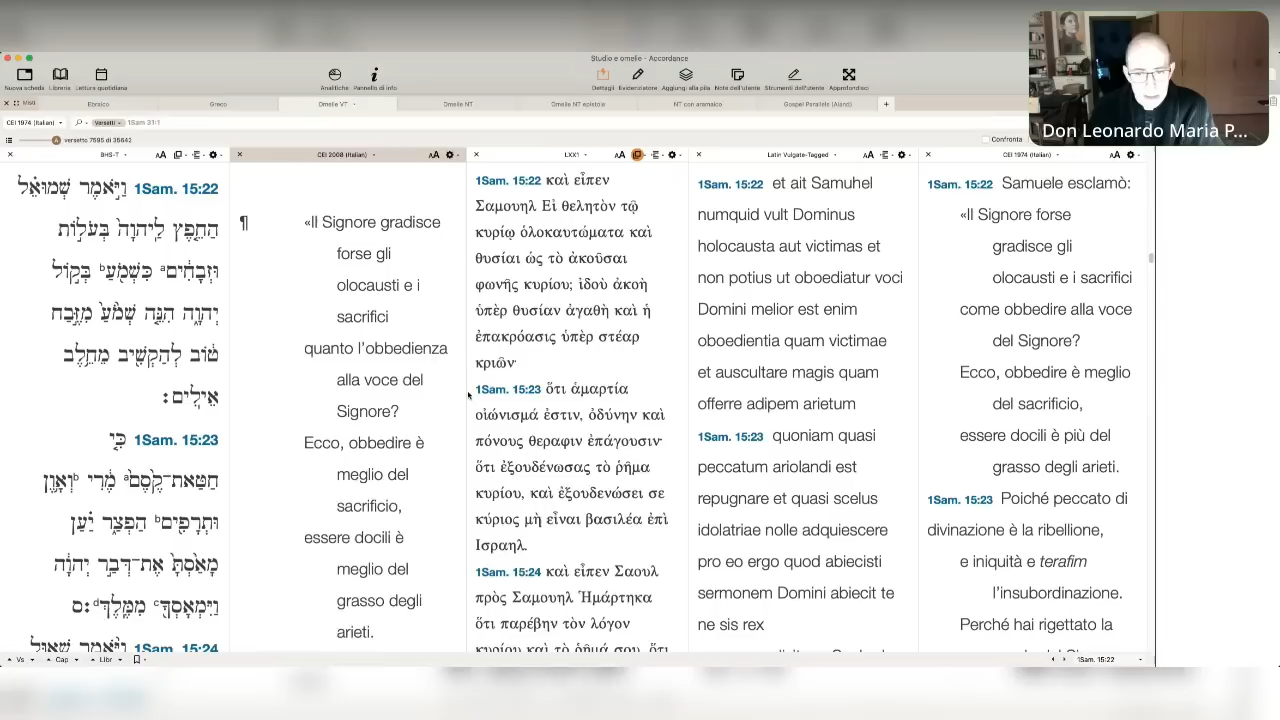 Studio e omelie - Accordance
Nuova scheda Libreria Lettura quotidiana Analitiche Pannello di info Dettagli Evidenziatore Aggiungi alla pila Note dell'utente Strumenti dell'utente Approfondisci
Ebraico Greco Omelie VT Omelie NT Omelie NT epistole NT con aramaico Gospel Parallels (Aland) +
CEI 1974 (Italian) Versetti 1Sam 31:1
versetto 7595 di 35642 Confronta
BHS-T
וַיֹּ֣אמֶר שְׁמוּאֵ֗ל 1Sam. 15:22
הַחֵ֤פֶץ לַֽיהוָה֙ בְּעֹל֣וֹת
וּזְבָחִ֔יםᵃ כִּשְׁמֹ֖עַᵇ בְּק֣וֹל
יְהוָ֑ה הִנֵּ֤ה שְׁמֹ֙עַ֙ מִזֶּ֣בַח
ט֔וֹב לְהַקְשִׁ֖יב מֵחֵ֥לֶב
אֵילִֽים׃
כִּ֤י 1Sam. 15:23
חַטַּאת־קֶ֙סֶם֙ᵃ מֶ֔רִי ᵇוְאָ֥וֶן
וּתְרָפִ֖יםᵇ הַפְצַ֑ר יַ֗עַן
מָאַ֙סְתָּ֙ אֶת־דְּבַ֣ר יְהוָ֔ה
וַיִּמְאָסְךָ֖ᶜ מִמֶּֽלֶךְᵈ׃ ס
וַיֹּ֨אמֶר שָׁא֤וּל 1Sam. 15:24
CEI 2008 (Italian)
¶ «Il Signore gradisce
forse gli
olocausti e i
sacrifici
quanto l'obbedienza
alla voce del
Signore?
Ecco, obbedire è
meglio del
sacrificio,
essere docili è
meglio del
grasso degli
arieti.
LXX1
1Sam. 15:22 καὶ εἶπεν
Σαμουηλ Εἰ θελητὸν τῷ
κυρίῳ ὁλοκαυτώματα καὶ
θυσίαι ὡς τὸ ἀκοῦσαι
φωνῆς κυρίου; ἰδοὺ ἀκοὴ
ὑπὲρ θυσίαν ἀγαθὴ καὶ ἡ
ἐπακρόασις ὑπὲρ στέαρ
κριῶν·
1Sam. 15:23 ὅτι ἁμαρτία
οἰώνισμά ἐστιν, ὀδύνην καὶ
πόνους θεραφιν ἐπάγουσιν·
ὅτι ἐξουδένωσας τὸ ῥῆμα
κυρίου, καὶ ἐξουδενώσει σε
κύριος μὴ εἶναι βασιλέα ἐπὶ
Ισραηλ.
1Sam. 15:24 καὶ εἶπεν Σαουλ
πρὸς Σαμουηλ Ἡμάρτηκα
ὅτι παρέβην τὸν λόγον
κυρίου καὶ τὸ ῥῆμά σου, ὅτι
Latin Vulgate-Tagged
1Sam. 15:22 et ait Samuhel
numquid vult Dominus
holocausta aut victimas et
non potius ut oboediatur voci
Domini melior est enim
oboedientia quam victimae
et auscultare magis quam
offerre adipem arietum
1Sam. 15:23 quoniam quasi
peccatum ariolandi est
repugnare et quasi scelus
idolatriae nolle adquiescere
pro eo ergo quod abiecisti
sermonem Domini abiecit te
ne sis rex
CEI 1974 (Italian)
1Sam. 15:22 Samuele esclamò:
«Il Signore forse
gradisce gli
olocausti e i sacrifici
come obbedire alla voce
del Signore?
Ecco, obbedire è meglio
del sacrificio,
essere docili è più del
grasso degli arieti.
1Sam. 15:23 Poiché peccato di
divinazione è la ribellione,
e iniquità e terafim
l'insubordinazione.
Perché hai rigettato la
Vs Cap Libr 1Sam. 15:22
Don Leonardo Maria P...